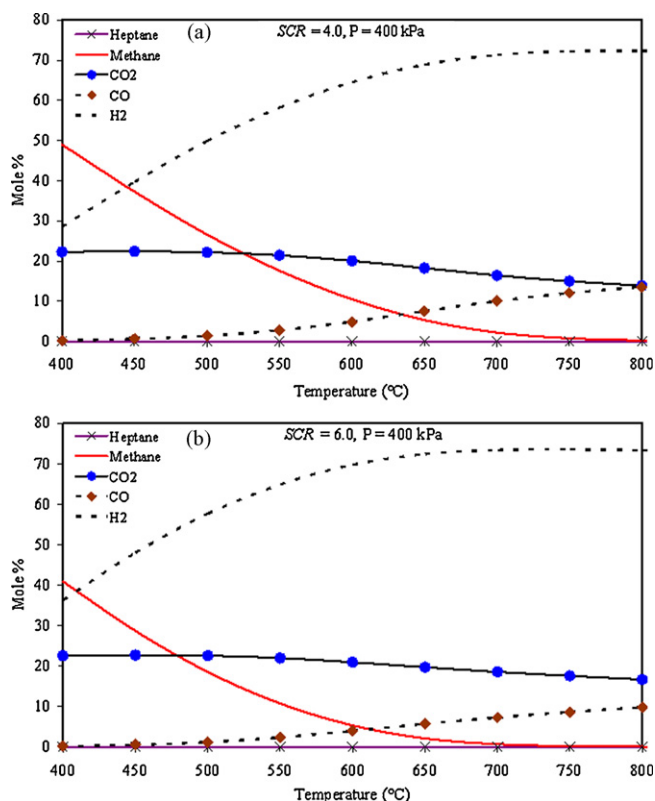 80
(a)
SCR = 4.0, P = 400 kPa
Heptane
Methane
CO2
CO
H2
70
60
50
40
30
20
10
0
Mole %
400 450 500 550 600 650 700 750 800
Temperature (ºC)
80
(b)
SCR = 6.0, P = 400 kPa
Heptane
Methane
CO2
CO
H2
70
60
50
40
30
20
10
0
Mole %
400 450 500 550 600 650 700 750 800
Temperature (ºC)